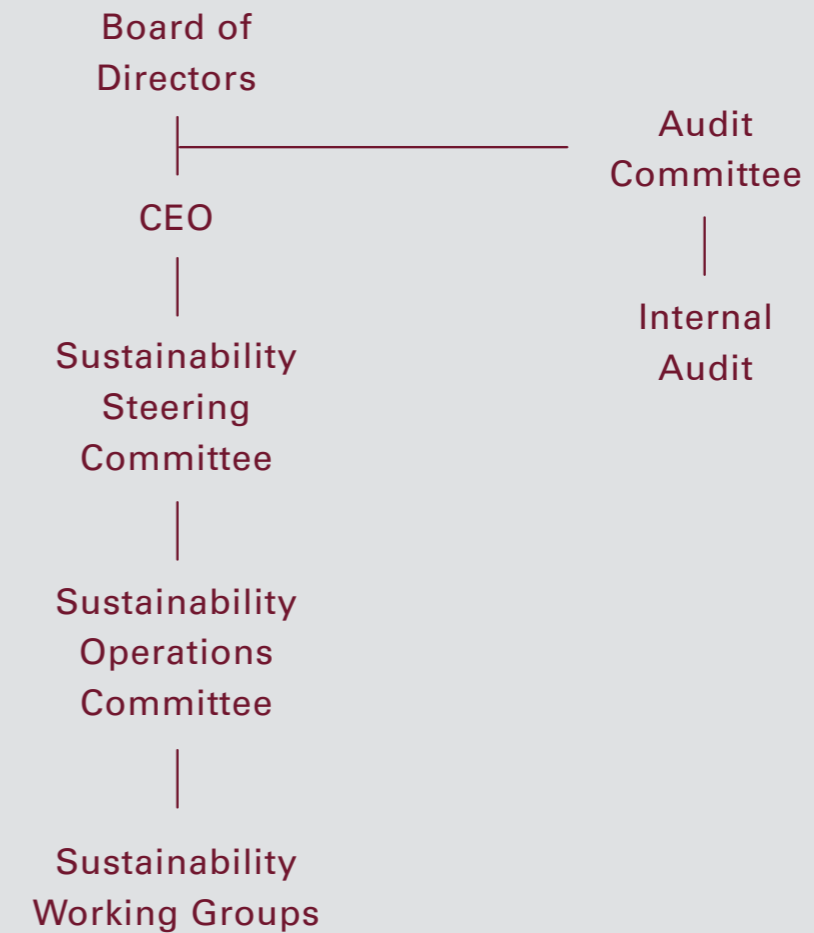 Board of
Directors
Audit
Committee
CEO
Internal
Audit
Sustainability
Steering
Committee
Sustainability
Operations
Committee
Sustainability
Working Groups